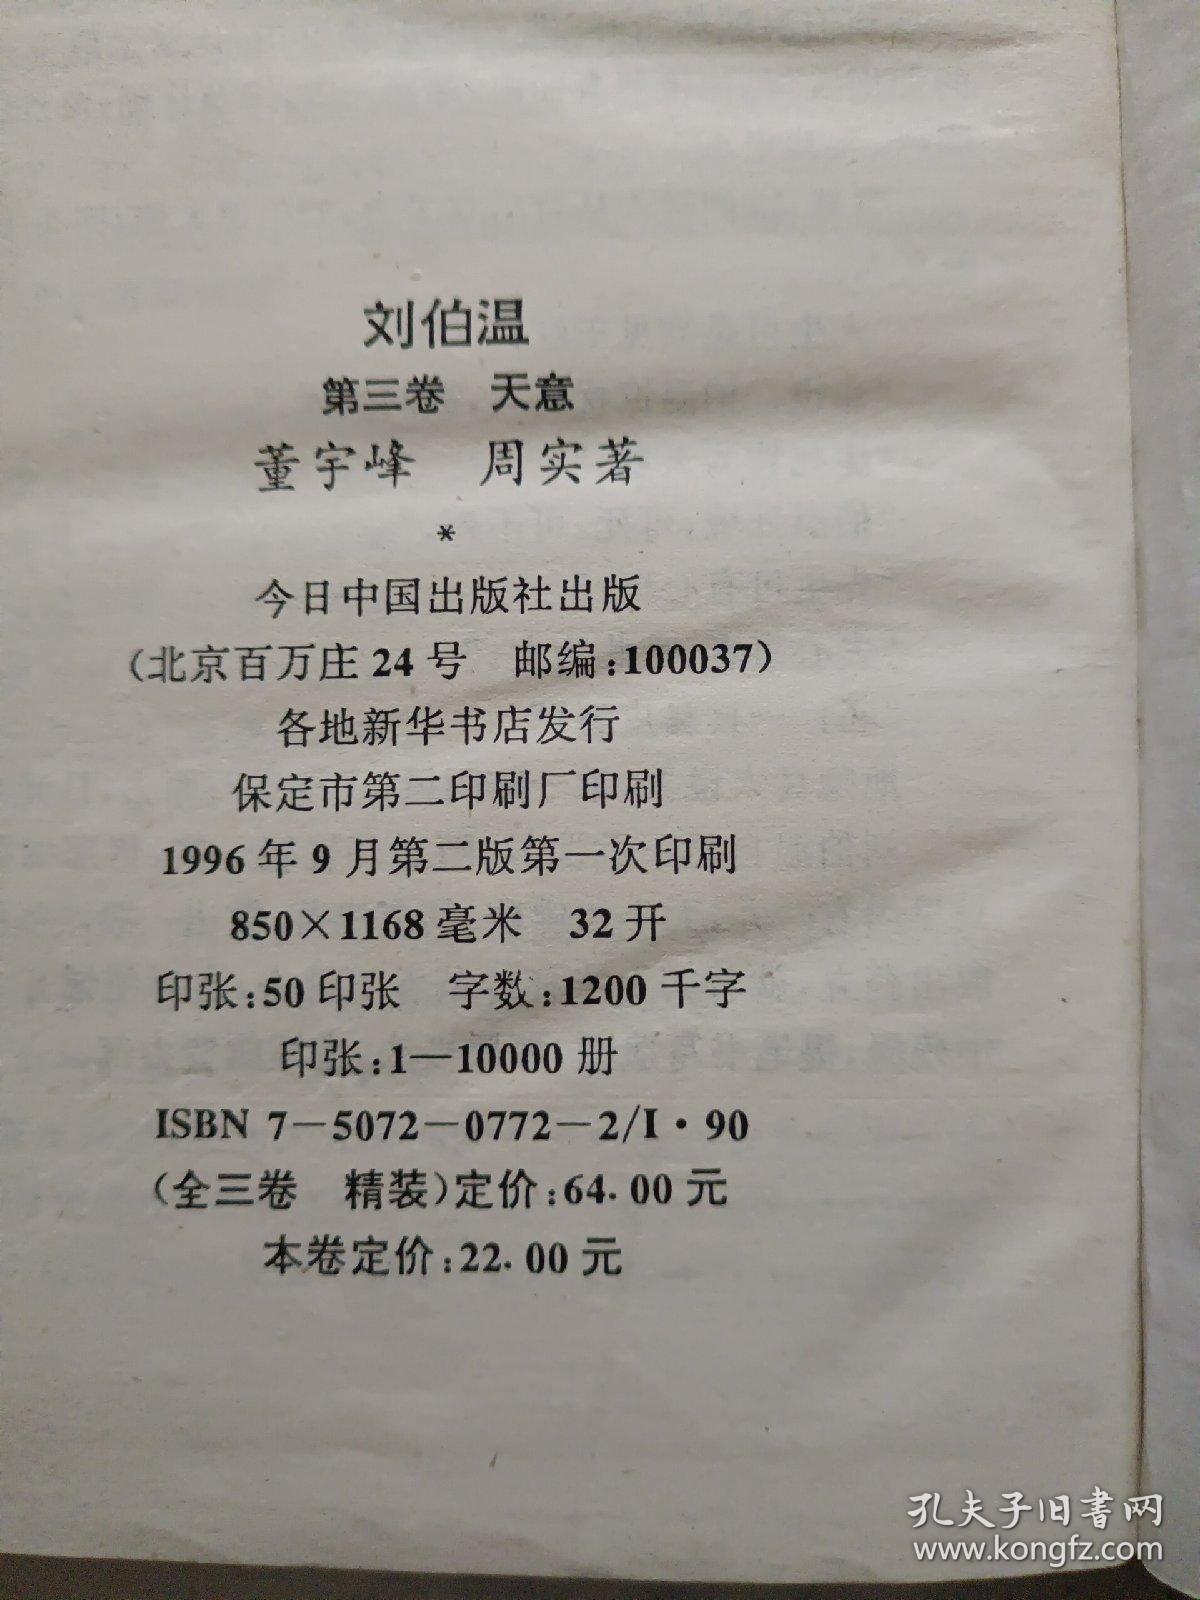 刘伯温
第三卷　天意
董宇峰　周实著
*
今日中国出版社出版
(北京百万庄24号　邮编:100037)
各地新华书店发行
保定市第二印刷厂印刷
1996年9月第二版第一次印刷
850×1168毫米　32开
印张:50印张　字数:1200千字
印张:1—10000册
ISBN 7—5072—0772—2/I·90
(全三卷　精装)定价:64.00元
本卷定价:22.00元
孔夫子旧书网
www.kongfz.com